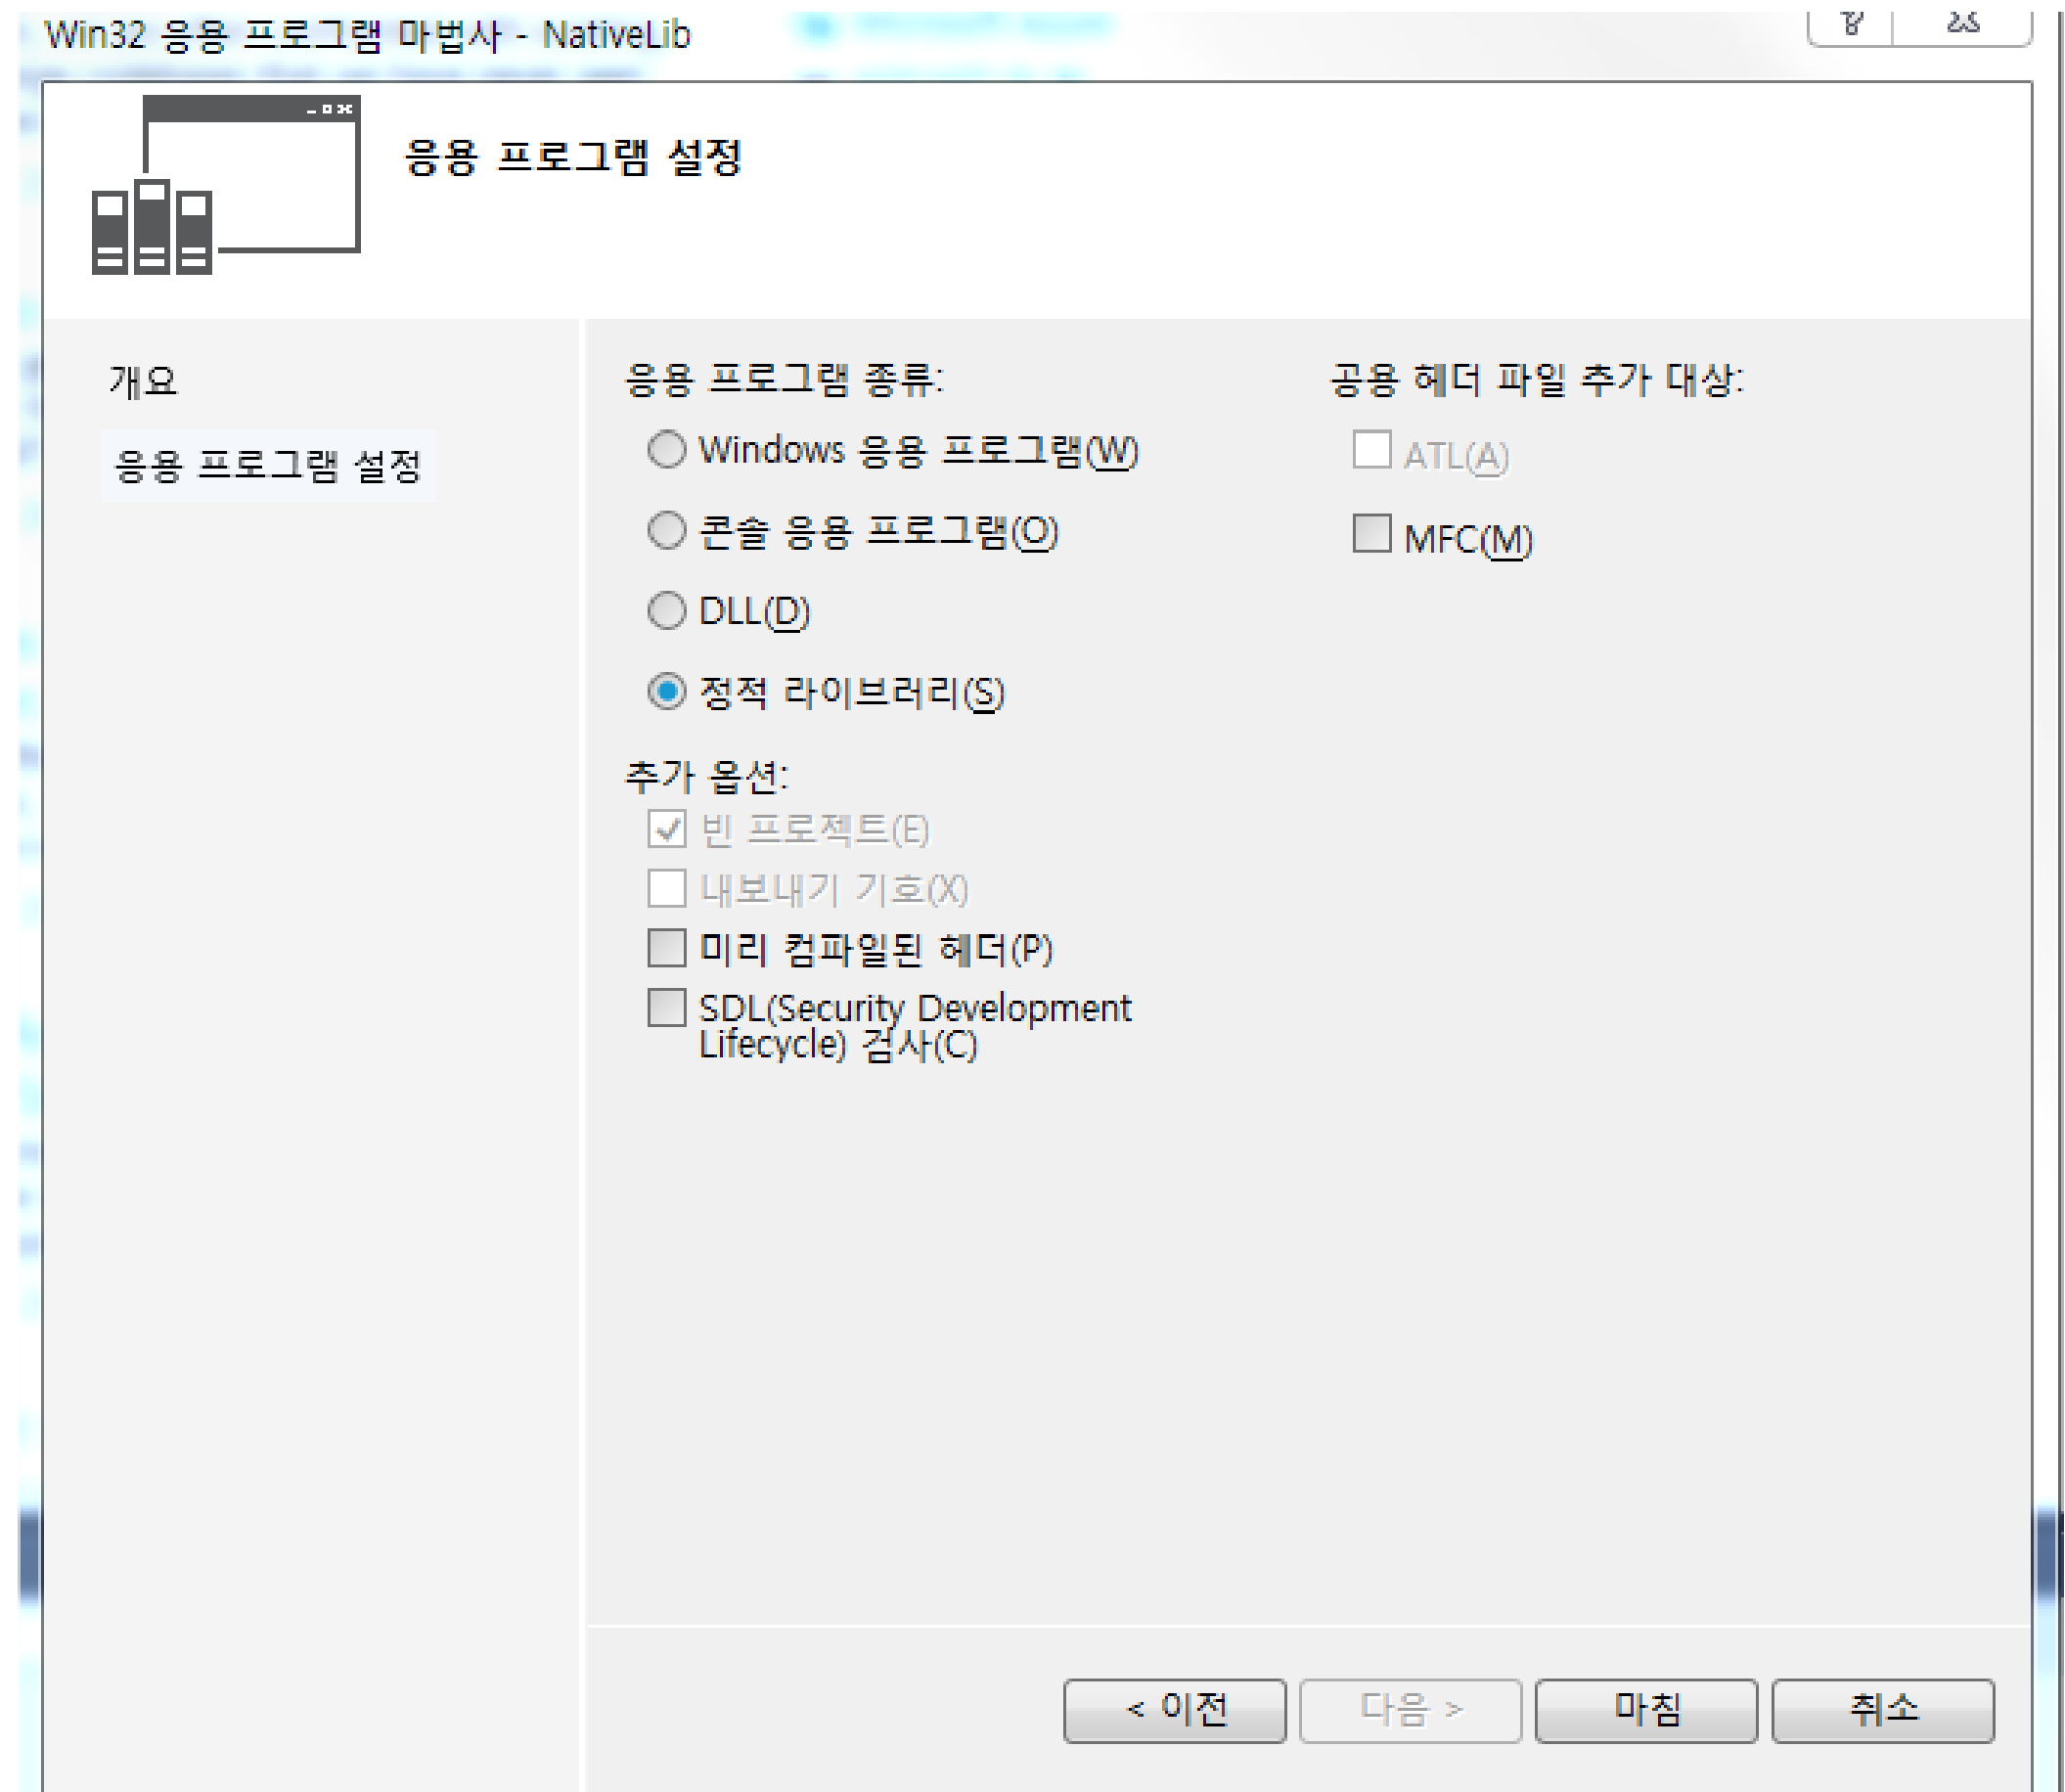 Win32 응용 프로그램 마법사 - NativeLib
응용 프로그램 설정
개요
응용 프로그램 설정
응용 프로그램 종류:
Windows 응용 프로그램(W)
콘솔 응용 프로그램(O)
DLL(D)
정적 라이브러리(S)
추가 옵션:
빈 프로젝트(E)
내보내기 기호(X)
미리 컴파일된 헤더(P)
SDL(Security Development
Lifecycle) 검사(C)
공용 헤더 파일 추가 대상:
ATL(A)
MFC(M)
< 이전
다음 >
마침
취소